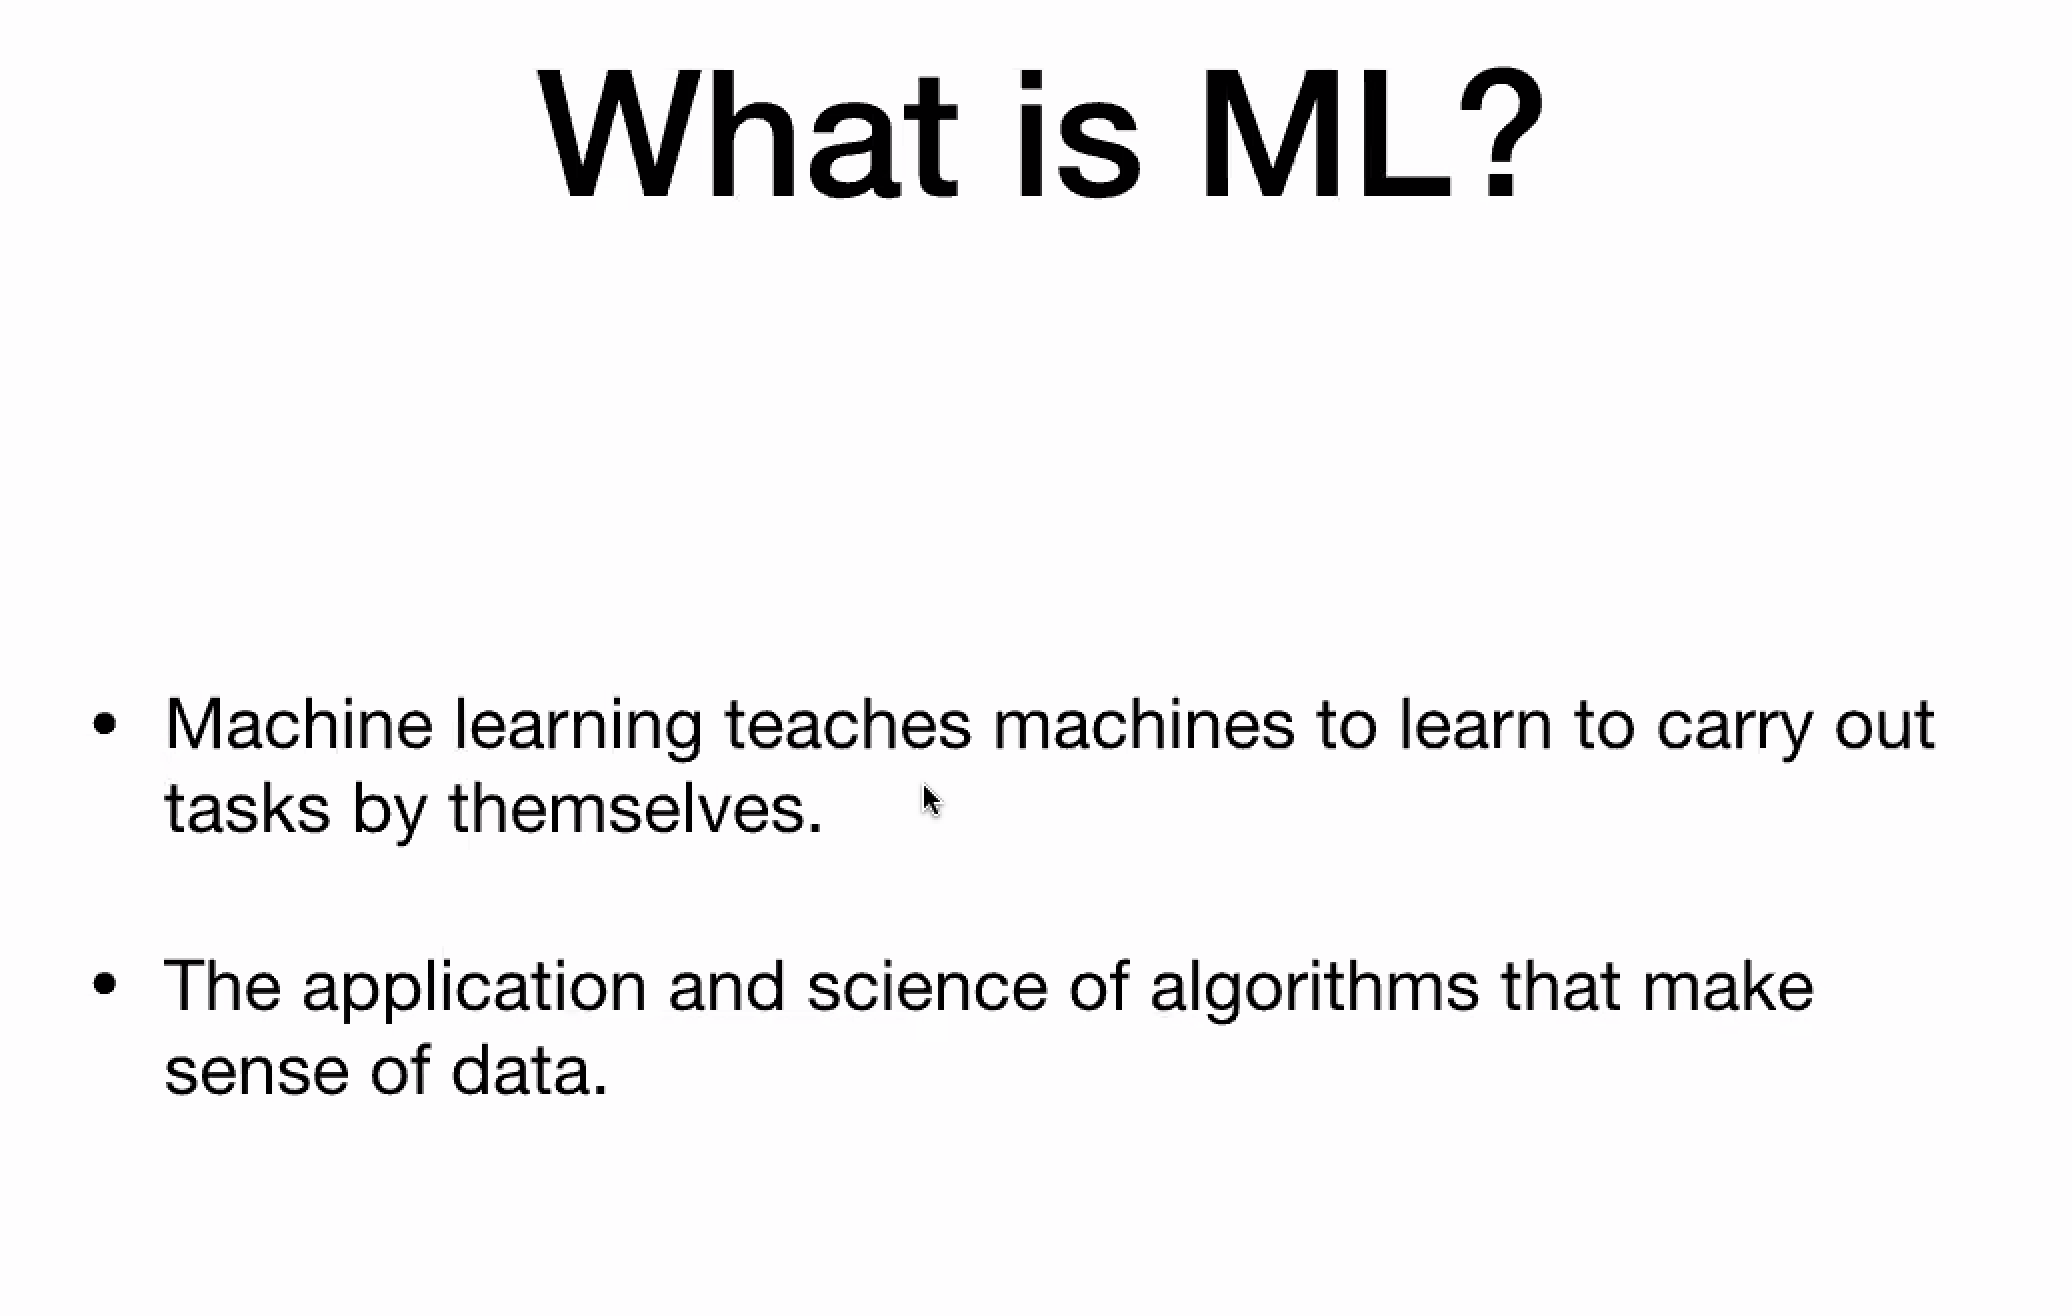 What is ML?
• Machine learning teaches machines to learn to carry out
tasks by themselves.
• The application and science of algorithms that make
sense of data.